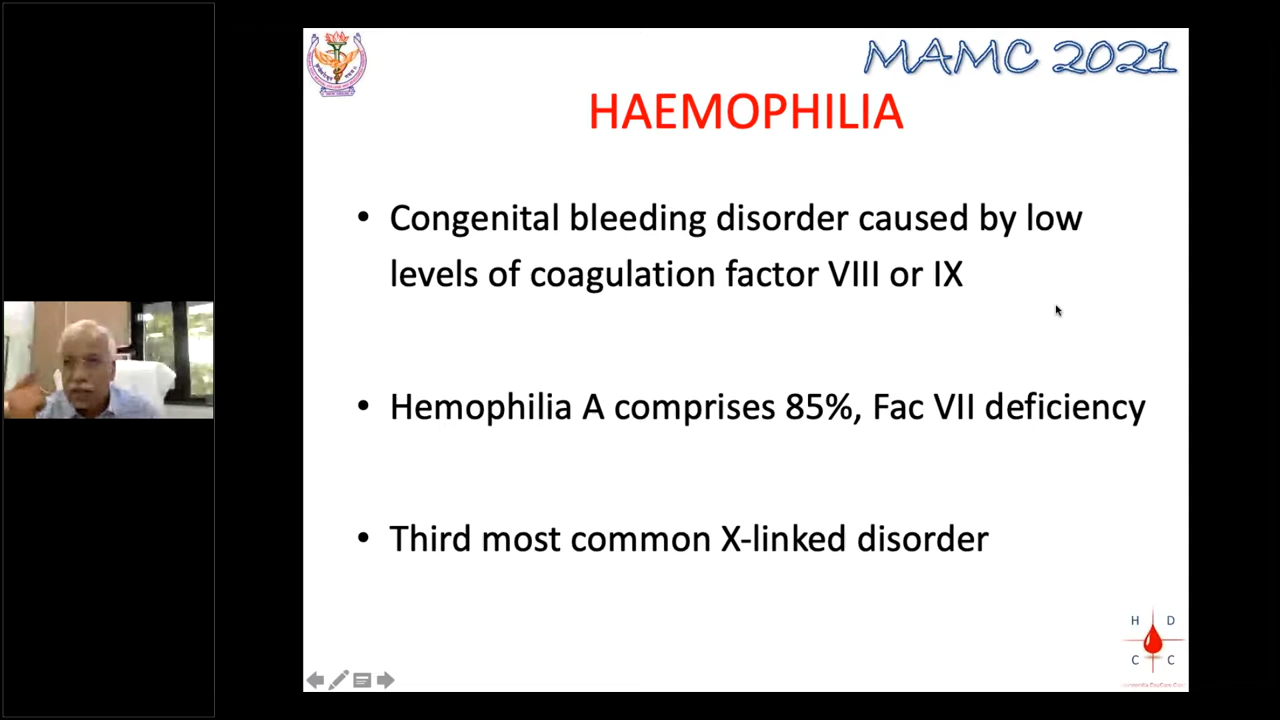 MAMC 2021
HAEMOPHILIA
• Congenital bleeding disorder caused by low
levels of coagulation factor VIII or IX
• Hemophilia A comprises 85%, Fac VII deficiency
• Third most common X-linked disorder
H D
C C